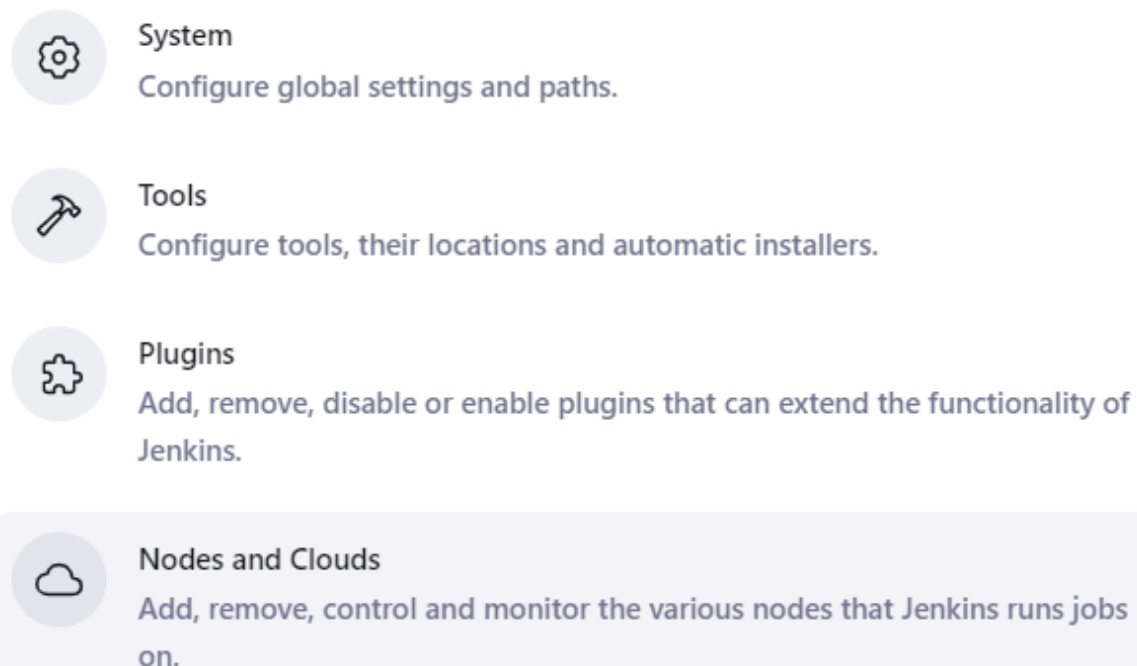 System
Configure global settings and paths.
Tools
Configure tools, their locations and automatic installers.
Plugins
Add, remove, disable or enable plugins that can extend the functionality of
Jenkins.
Nodes and Clouds
Add, remove, control and monitor the various nodes that Jenkins runs jobs
on.